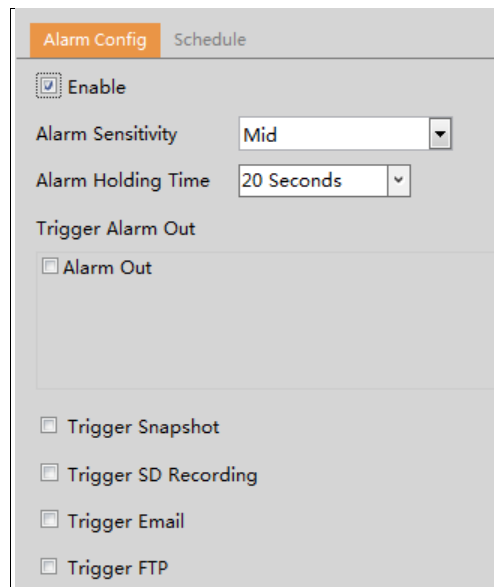 Alarm Config Schedule
Enable
Alarm Sensitivity Mid
Alarm Holding Time 20 Seconds
Trigger Alarm Out
Alarm Out
Trigger Snapshot
Trigger SD Recording
Trigger Email
Trigger FTP